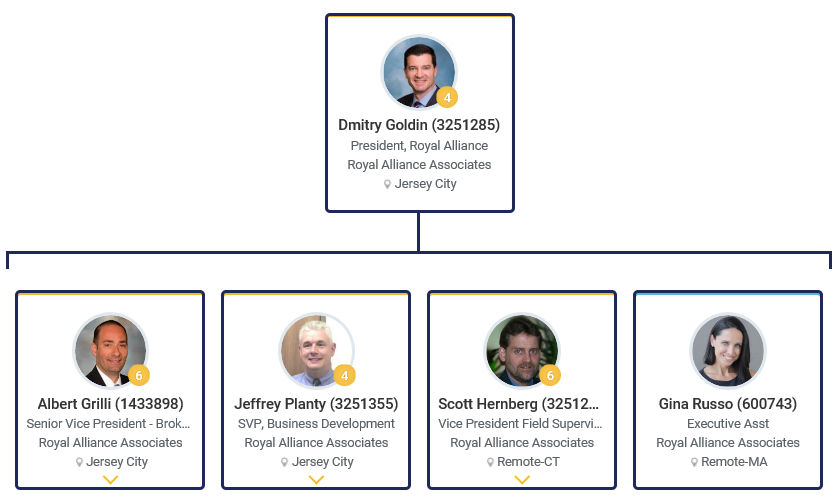 4
Dmitry Goldin (3251285)
President, Royal Alliance
Royal Alliance Associates
Jersey City
6
Albert Grilli (1433898)
Senior Vice President - Brok...
Royal Alliance Associates
Jersey City
4
Jeffrey Planty (3251355)
SVP, Business Development
Royal Alliance Associates
Jersey City
6
Scott Hernberg (32512...
Vice President Field Supervi...
Royal Alliance Associates
Remote-CT
Gina Russo (600743)
Executive Asst
Royal Alliance Associates
Remote-MA